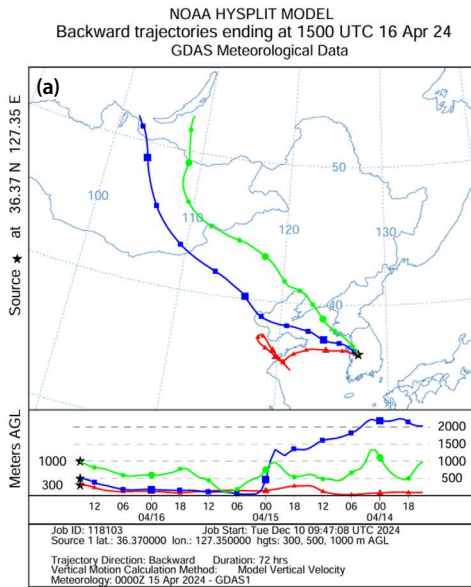 NOAA HYSPLIT MODEL
Backward trajectories ending at 1500 UTC 16 Apr 24
GDAS Meteorological Data
(a)
Source ★ at 36.37 N 127.35 E
100
110
120
130
50
40
Meters AGL
1000
500
300
2000
1500
1000
500
12 06 00 18 12 06 00 18 12 06 00 18
04/16 04/15 04/14
Job ID: 118103 Job Start: Tue Dec 10 09:47:08 UTC 2024
Source 1 lat.: 36.370000 lon.: 127.350000 hgts: 300, 500, 1000 m AGL
Trajectory Direction: Backward Duration: 72 hrs
Vertical Motion Calculation Method: Model Vertical Velocity
Meteorology: 0000Z 15 Apr 2024 - GDAS1